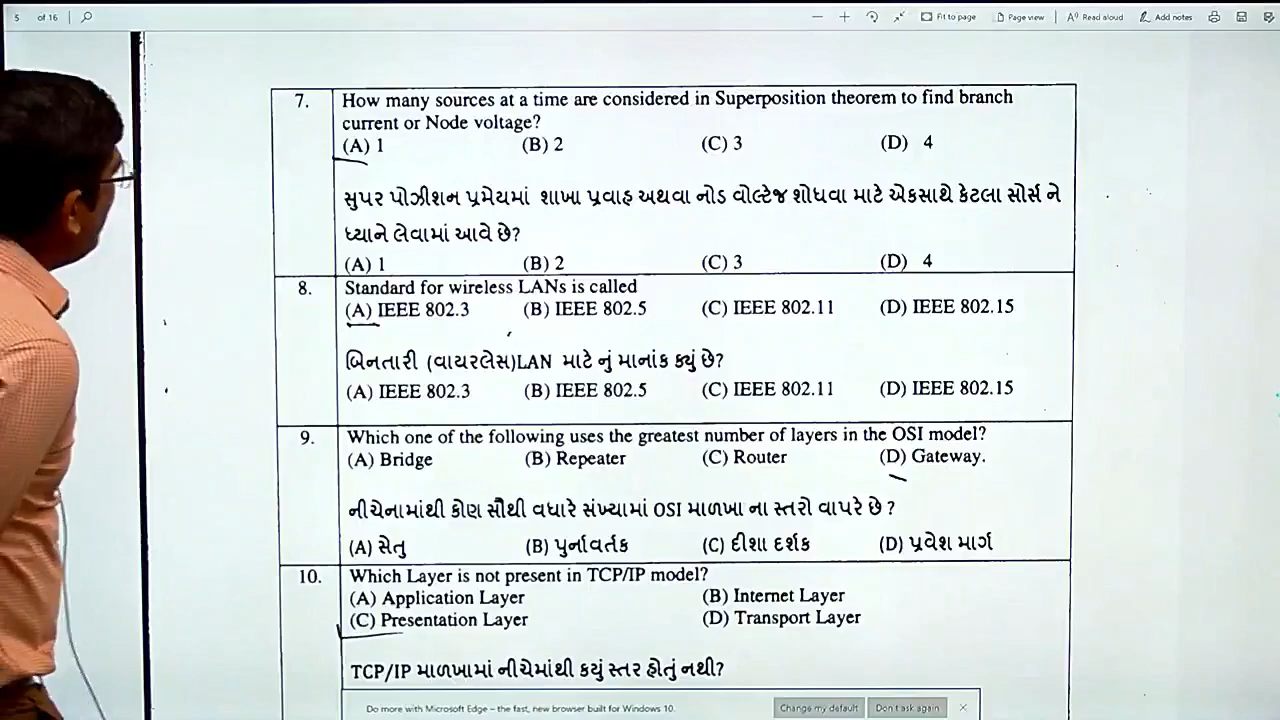 5 of 16 Fit to page Page view Read aloud Add notes
7. How many sources at a time are considered in Superposition theorem to find branch
current or Node voltage?
(A) 1 (B) 2 (C) 3 (D) 4
સુપર પોઝીશન પ્રમેયમાં શાખા પ્રવાહ અથવા નોડ વોલ્ટેજ શોધવા માટે એકસાથે કેટલા સોર્સ ને
ધ્યાને લેવામાં આવે છે?
(A) 1 (B) 2 (C) 3 (D) 4
8. Standard for wireless LANs is called
(A) IEEE 802.3 (B) IEEE 802.5 (C) IEEE 802.11 (D) IEEE 802.15
બિનતારી (વાયરલેસ)LAN માટે નું માનાંક ક્યું છે?
(A) IEEE 802.3 (B) IEEE 802.5 (C) IEEE 802.11 (D) IEEE 802.15
9. Which one of the following uses the greatest number of layers in the OSI model?
(A) Bridge (B) Repeater (C) Router (D) Gateway.
નીચેનામાંથી કોણ સૌથી વધારે સંખ્યામાં OSI માળખા ના સ્તરો વાપરે છે ?
(A) સેતુ (B) પુર્નાવર્તક (C) દીશા દર્શક (D) પ્રવેશ માર્ગ
10. Which Layer is not present in TCP/IP model?
(A) Application Layer (B) Internet Layer
(C) Presentation Layer (D) Transport Layer
TCP/IP માળખામાં નીચેમાંથી કયું સ્તર હોતું નથી?
Do more with Microsoft Edge – the fast, new browser built for Windows 10. Change my default Don't ask again